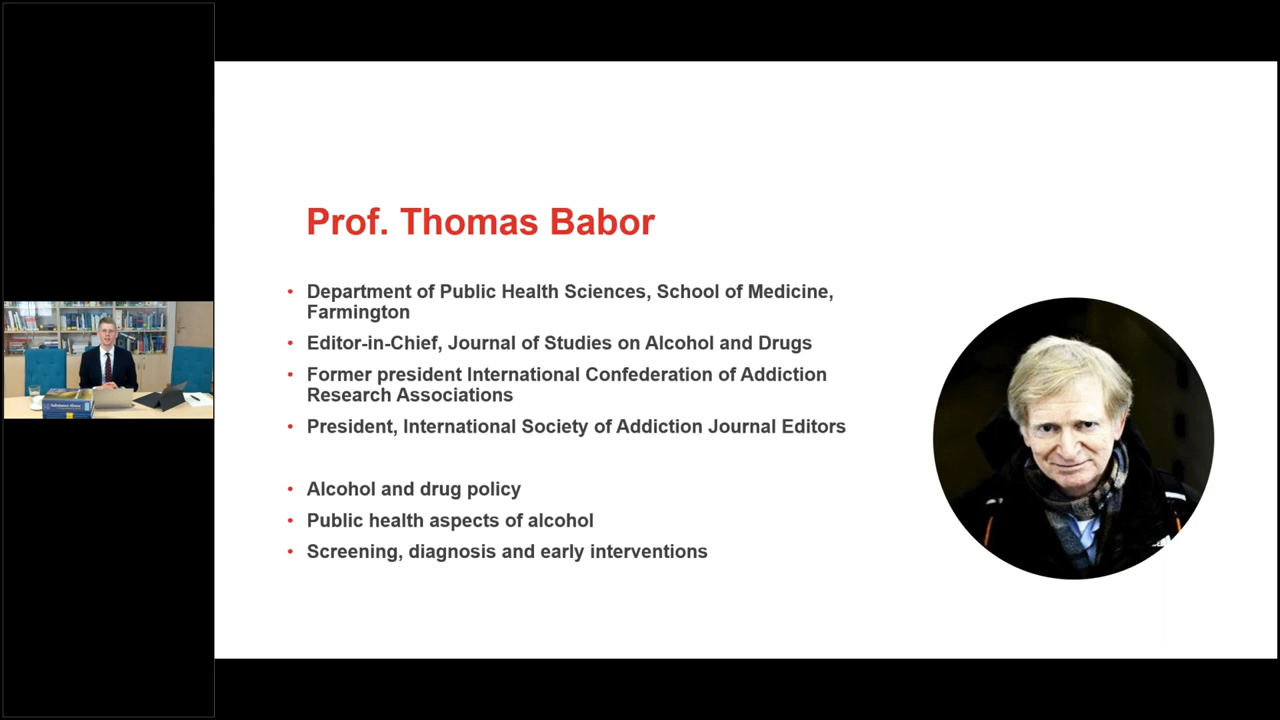 Prof. Thomas Babor
• Department of Public Health Sciences, School of Medicine,
Farmington
• Editor-in-Chief, Journal of Studies on Alcohol and Drugs
• Former president International Confederation of Addiction
Research Associations
• President, International Society of Addiction Journal Editors
• Alcohol and drug policy
• Public health aspects of alcohol
• Screening, diagnosis and early interventions
Substance Abuse